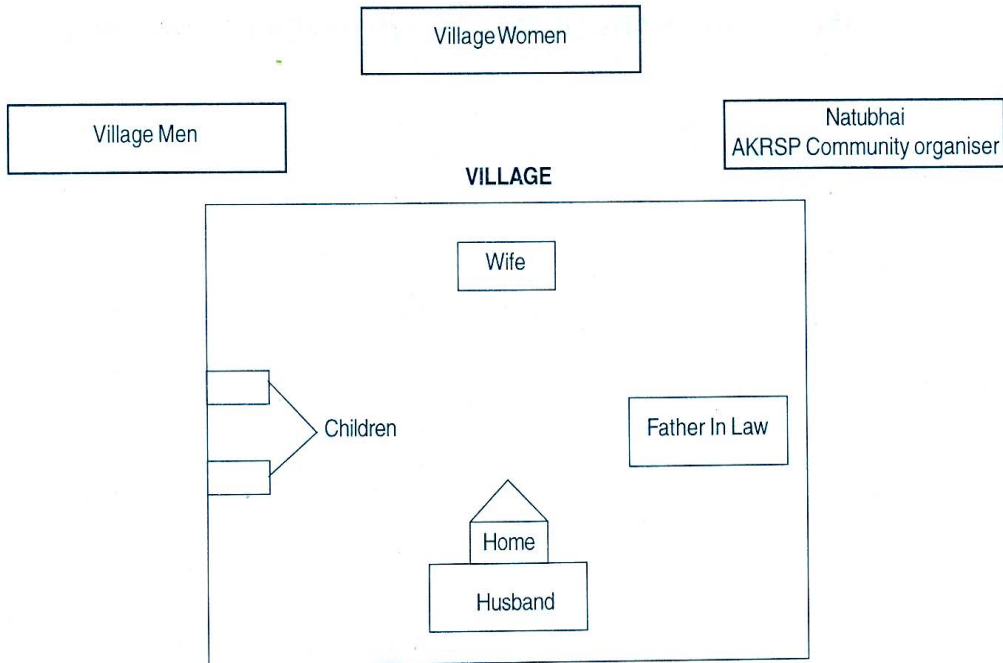 Village Women
Village Men
Natubhai
AKRSP Community organiser
VILLAGE
Wife
Children
Father In Law
Home
Husband